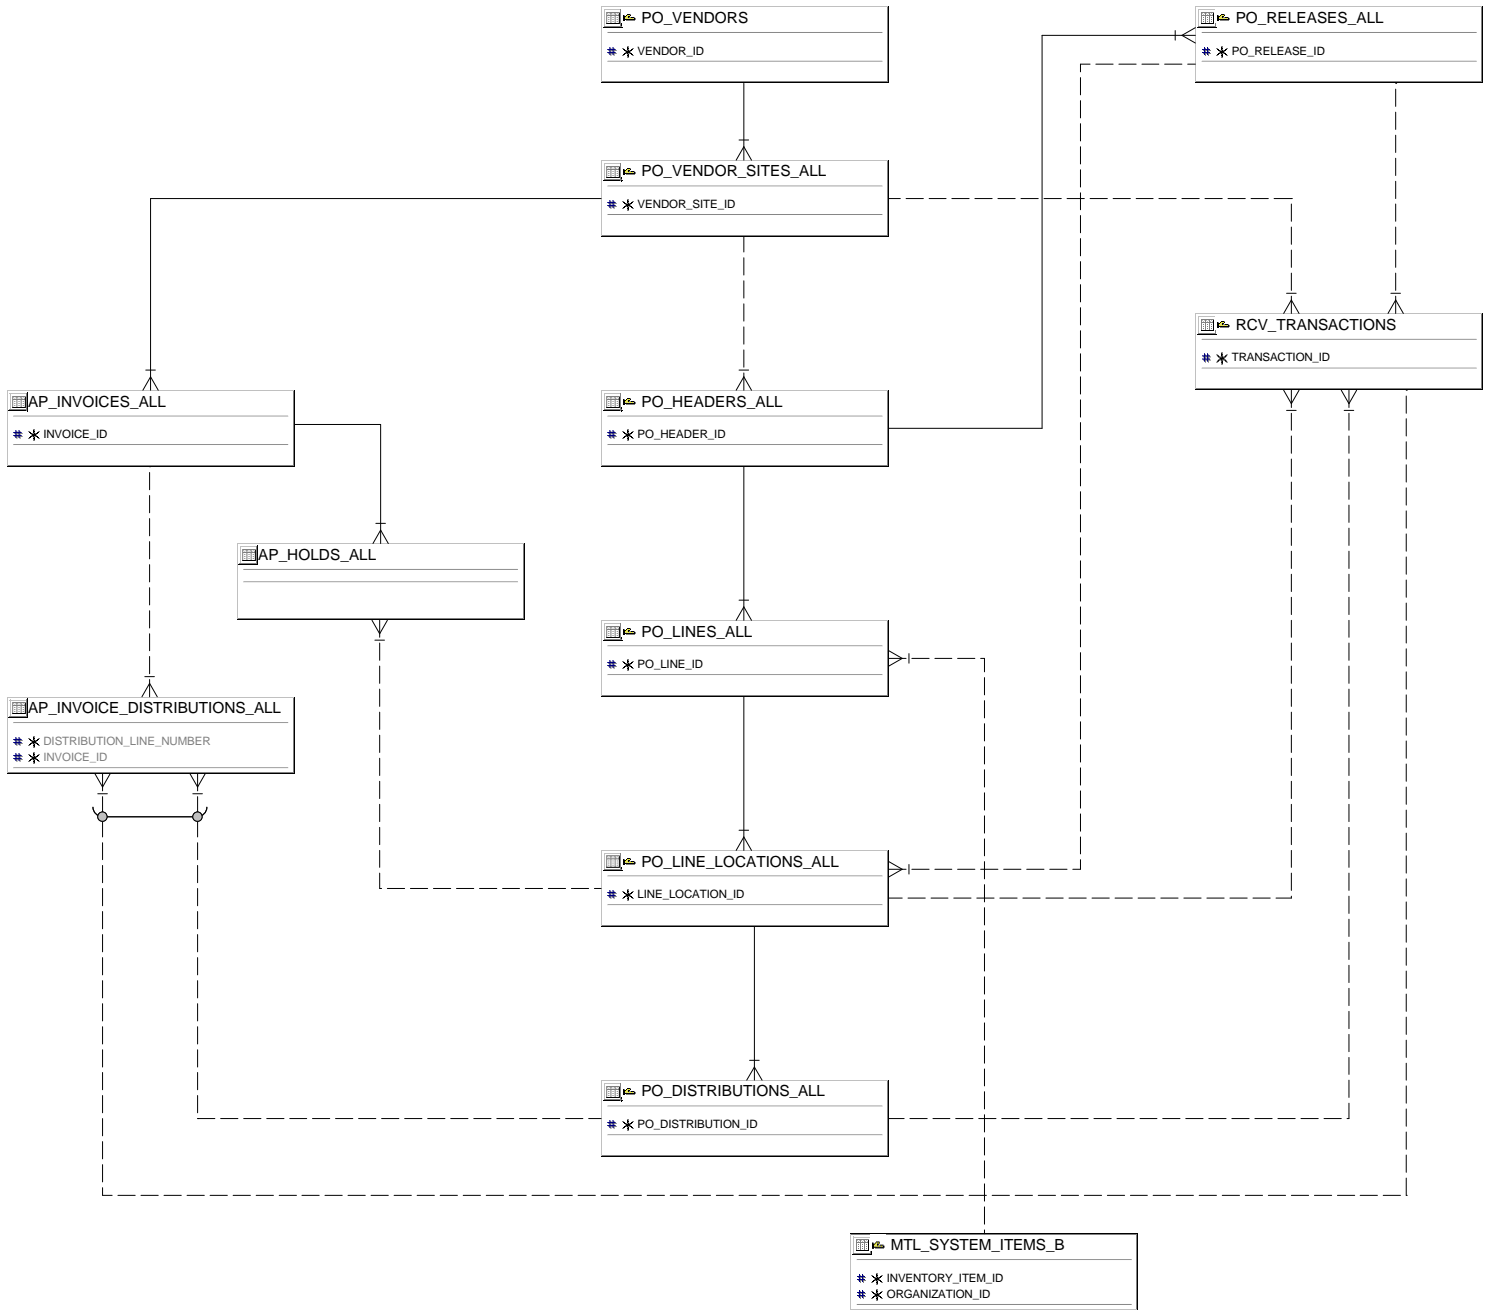 PO_VENDORS
# * VENDOR_ID
PO_RELEASES_ALL
# * PO_RELEASE_ID
PO_VENDOR_SITES_ALL
# * VENDOR_SITE_ID
RCV_TRANSACTIONS
# * TRANSACTION_ID
AP_INVOICES_ALL
# * INVOICE_ID
PO_HEADERS_ALL
# * PO_HEADER_ID
AP_HOLDS_ALL
PO_LINES_ALL
# * PO_LINE_ID
AP_INVOICE_DISTRIBUTIONS_ALL
# * DISTRIBUTION_LINE_NUMBER
# * INVOICE_ID
PO_LINE_LOCATIONS_ALL
# * LINE_LOCATION_ID
PO_DISTRIBUTIONS_ALL
# * PO_DISTRIBUTION_ID
MTL_SYSTEM_ITEMS_B
# * INVENTORY_ITEM_ID
# * ORGANIZATION_ID